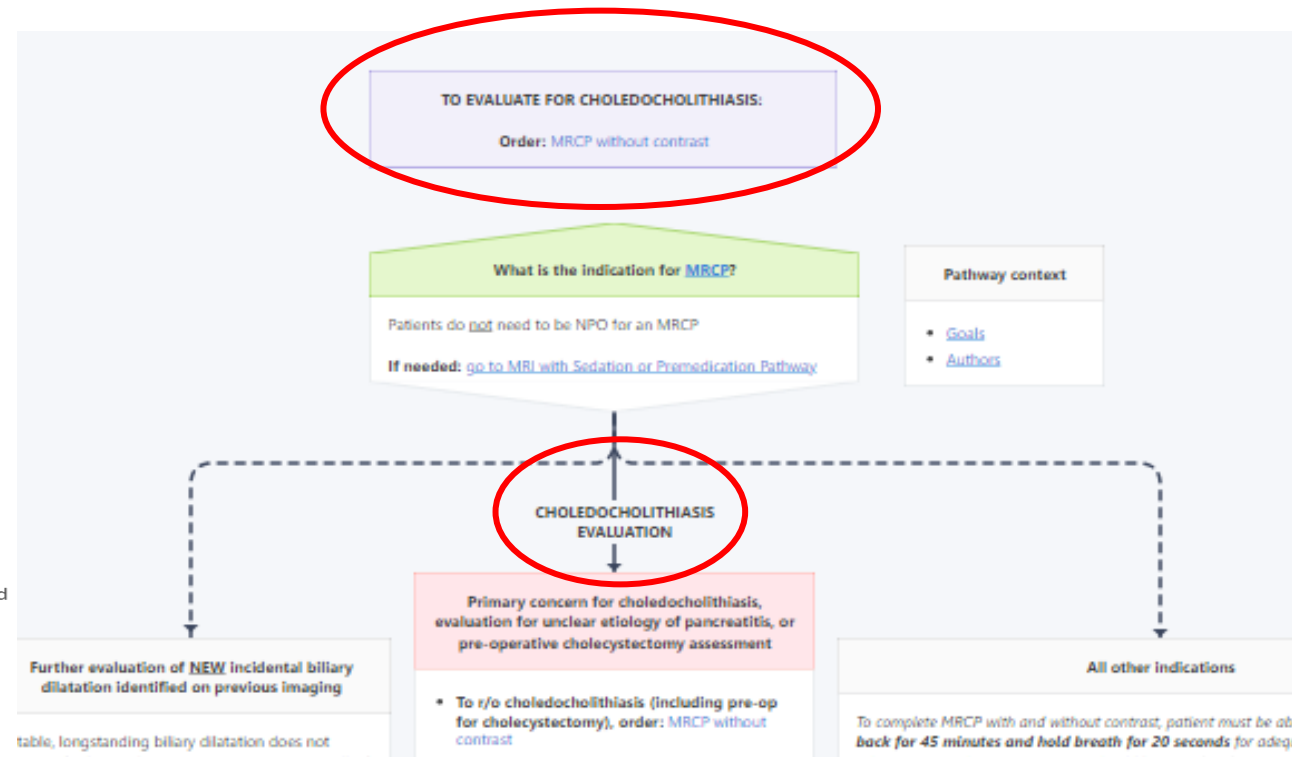 TO EVALUATE FOR CHOLEDOCHOLITHIASIS:
Order: MRCP without contrast
What is the indication for MRCP?
Patients do not need to be NPO for an MRCP
If needed: go to MRI with Sedation or Premedication Pathway
Pathway context
• Goals
• Authors
CHOLEDOCHOLITHIASIS
EVALUATION
d
Further evaluation of NEW incidental biliary
dilatation identified on previous imaging
table, longstanding biliary dilatation does not
Primary concern for choledocholithiasis,
evaluation for unclear etiology of pancreatitis, or
pre-operative cholecystectomy assessment
• To r/o choledocholithiasis (including pre-op
for cholecystectomy), order: MRCP without
contrast
All other indications
To complete MRCP with and without contrast, patient must be ab
back for 45 minutes and hold breath for 20 seconds for adeq